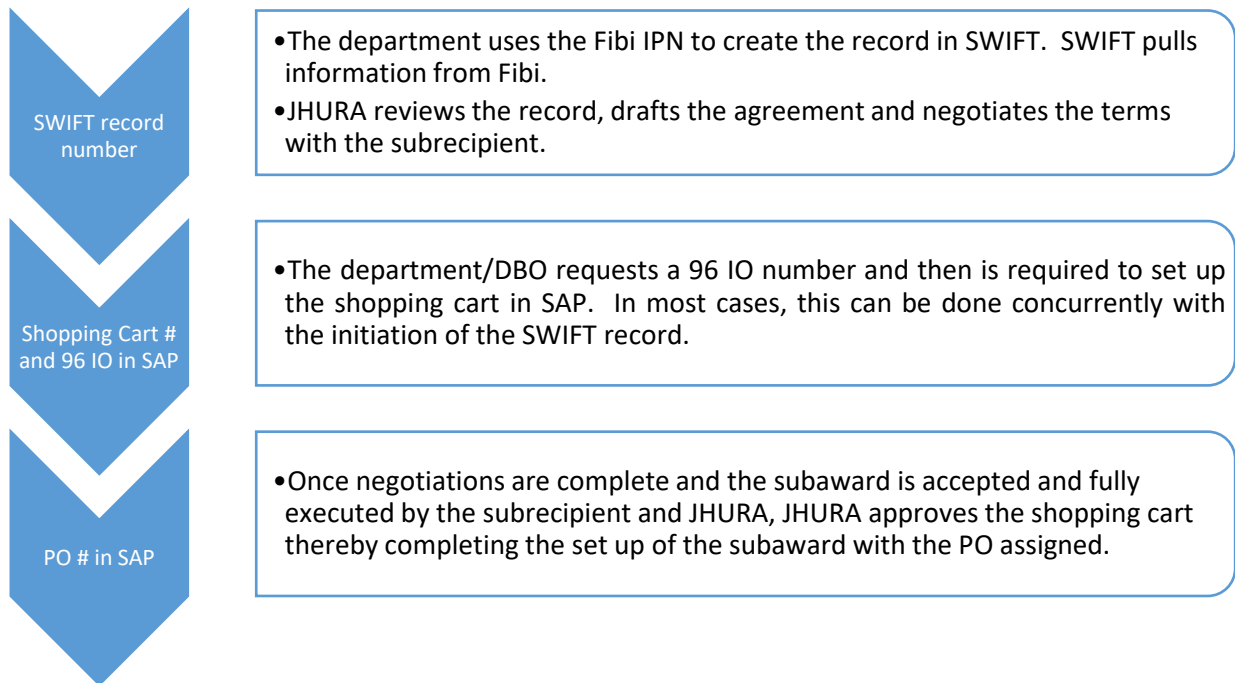 SWIFT record
number
•The department uses the Fibi IPN to create the record in SWIFT.  SWIFT pulls
information from Fibi.
•JHURA reviews the record, drafts the agreement and negotiates the terms
with the subrecipient.
Shopping Cart #
and 96 IO in SAP
•The department/DBO requests a 96 IO number and then is required to set up
the shopping cart in SAP.  In most cases, this can be done concurrently with
the initiation of the SWIFT record.
PO # in SAP
•Once negotiations are complete and the subaward is accepted and fully
executed by the subrecipient and JHURA, JHURA approves the shopping cart
thereby completing the set up of the subaward with the PO assigned.